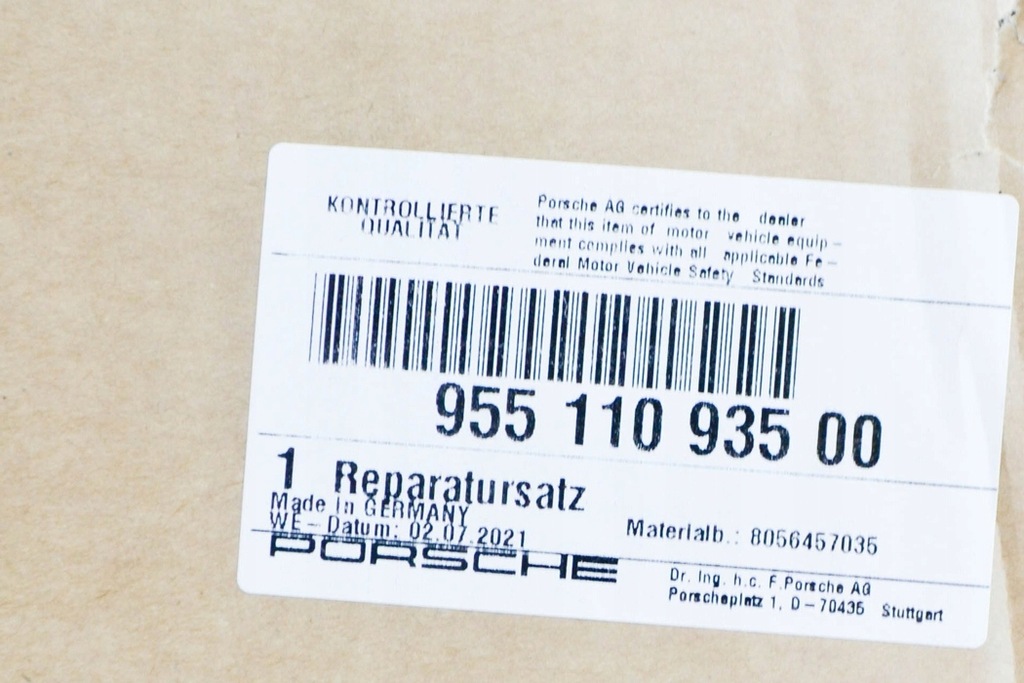 KONTROLLIERTE
QUALITÄT
Porsche AG certifies to the dealer
that this item of motor vehicle equip-
ment complies with all applicable Fe-
deral Motor Vehicle Safety Standards
955 110 935 00
1 Reparatursatz
Made in GERMANY
WE-Datum: 02.07.2021
Materialb.: 8056457035
PORSCHE
Dr. Ing. h.c. F.Porsche AG
Porscheplatz 1, D-70435 Stuttgart